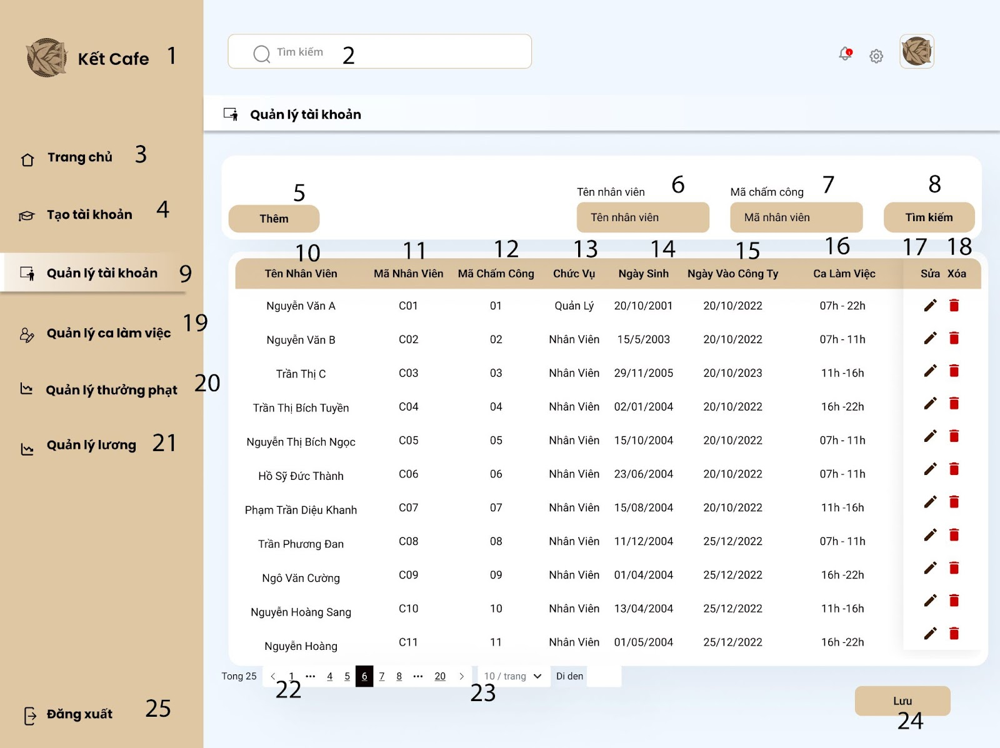 Kết Cafe 1
Tìm kiếm 2
1
Quản lý tài khoản
Trang chủ 3
Tạo tài khoản 4
Quản lý tài khoản 9
Quản lý ca làm việc 19
Quản lý thưởng phạt 20
Quản lý lương 21
Đăng xuất 25
5
Thêm
Tên nhân viên 6
Tên nhân viên
Mã chấm công 7
Mã nhân viên
8
Tìm kiếm
10 11 12 13 14 15 16 17 18
Tên Nhân Viên Mã Nhân Viên Mã Chấm Công Chức Vụ Ngày Sinh Ngày Vào Công Ty Ca Làm Việc Sửa Xóa
Nguyễn Văn A C01 01 Quản Lý 20/10/2001 20/10/2022 07h - 22h
Nguyễn Văn B C02 02 Nhân Viên 15/5/2003 20/10/2022 07h - 11h
Trần Thị C C03 03 Nhân Viên 29/11/2005 20/10/2023 11h -16h
Trần Thị Bích Tuyền C04 04 Nhân Viên 02/01/2004 20/10/2022 16h -22h
Nguyễn Thị Bích Ngọc C05 05 Nhân Viên 15/10/2004 20/10/2022 07h - 11h
Hồ Sỹ Đức Thành C06 06 Nhân Viên 23/06/2004 20/10/2022 07h - 11h
Phạm Trần Diệu Khanh C07 07 Nhân Viên 15/08/2004 20/10/2022 11h -16h
Trần Phương Đan C08 08 Nhân Viên 11/12/2004 25/12/2022 07h - 11h
Ngô Văn Cường C09 09 Nhân Viên 01/04/2004 25/12/2022 16h -22h
Nguyễn Hoàng Sang C10 10 Nhân Viên 13/04/2004 25/12/2022 11h -16h
Nguyễn Hoàng C11 11 Nhân Viên 01/05/2004 25/12/2022 16h -22h
Tong 25 < 1 ••• 4 5 6 7 8 ••• 20 > 10 / trang Di den
22 23
Lưu
24